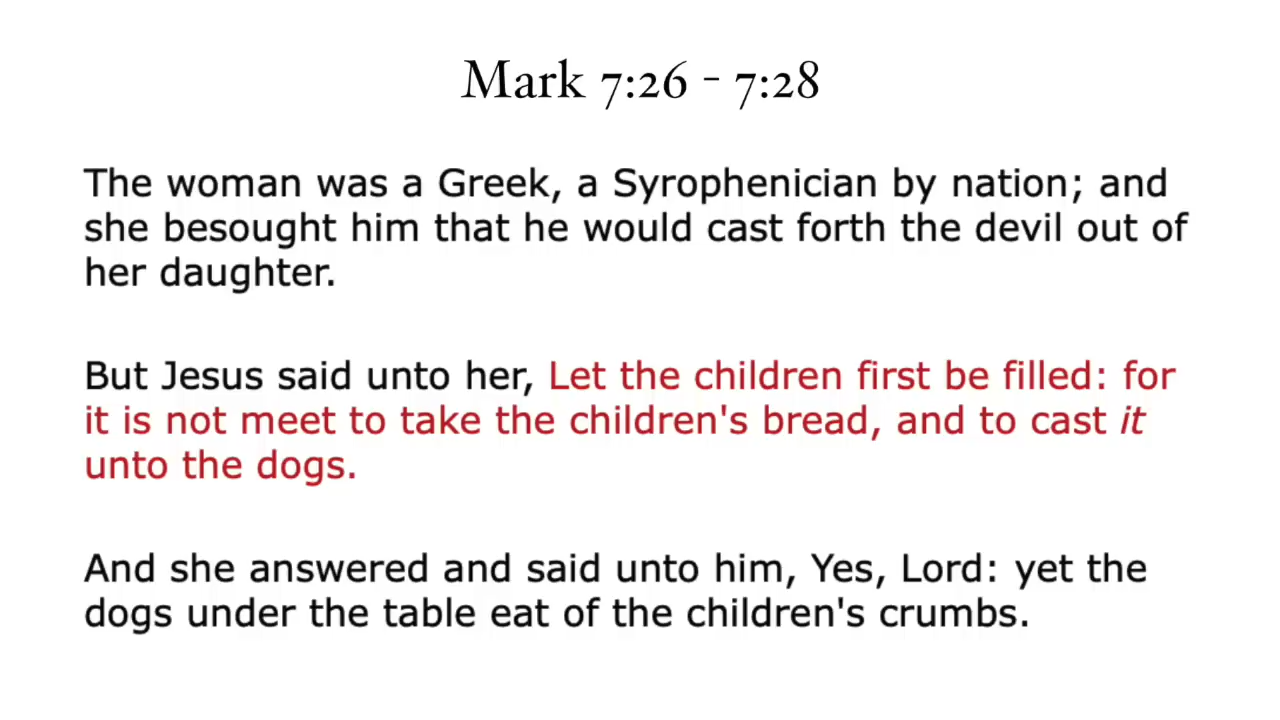 Mark 7:26 - 7:28
The woman was a Greek, a Syrophenician by nation; and
she besought him that he would cast forth the devil out of
her daughter.
But Jesus said unto her, Let the children first be filled: for
it is not meet to take the children's bread, and to cast it
unto the dogs.
And she answered and said unto him, Yes, Lord: yet the
dogs under the table eat of the children's crumbs.